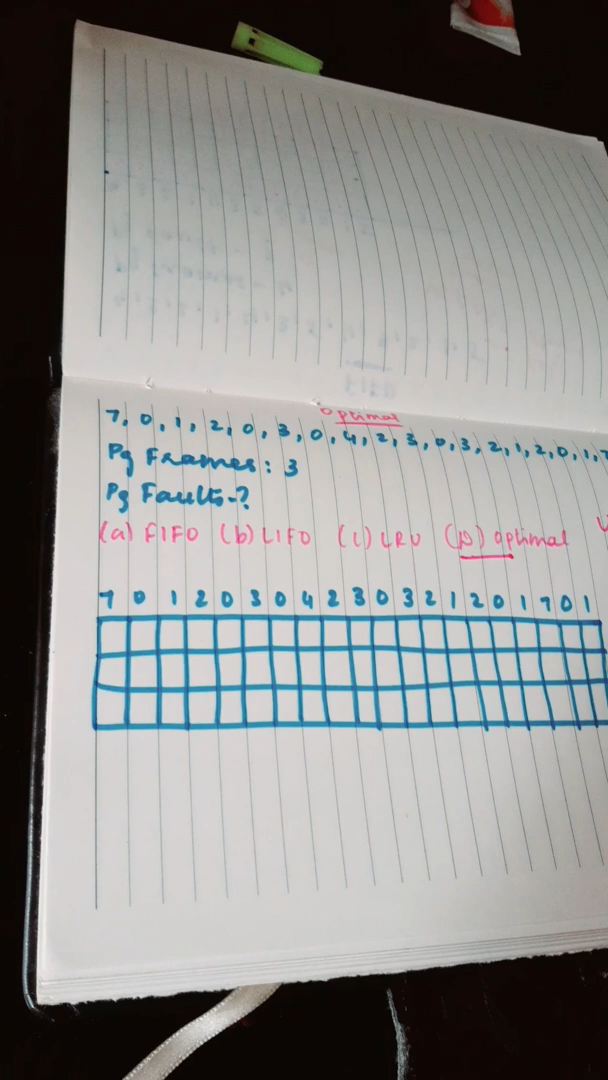 Optimal
7, 0, 1, 2, 0, 3, 0, 4, 2, 3, 0, 3, 2, 1, 2, 0, 1, 7
Pg Frames: 3
Pg Faults-?
(a) FIFO (b) LIFO (c) LRU (D) optimal
7 0 1 2 0 3 0 4 2 3 0 3 2 1 2 0 1 7 0 1